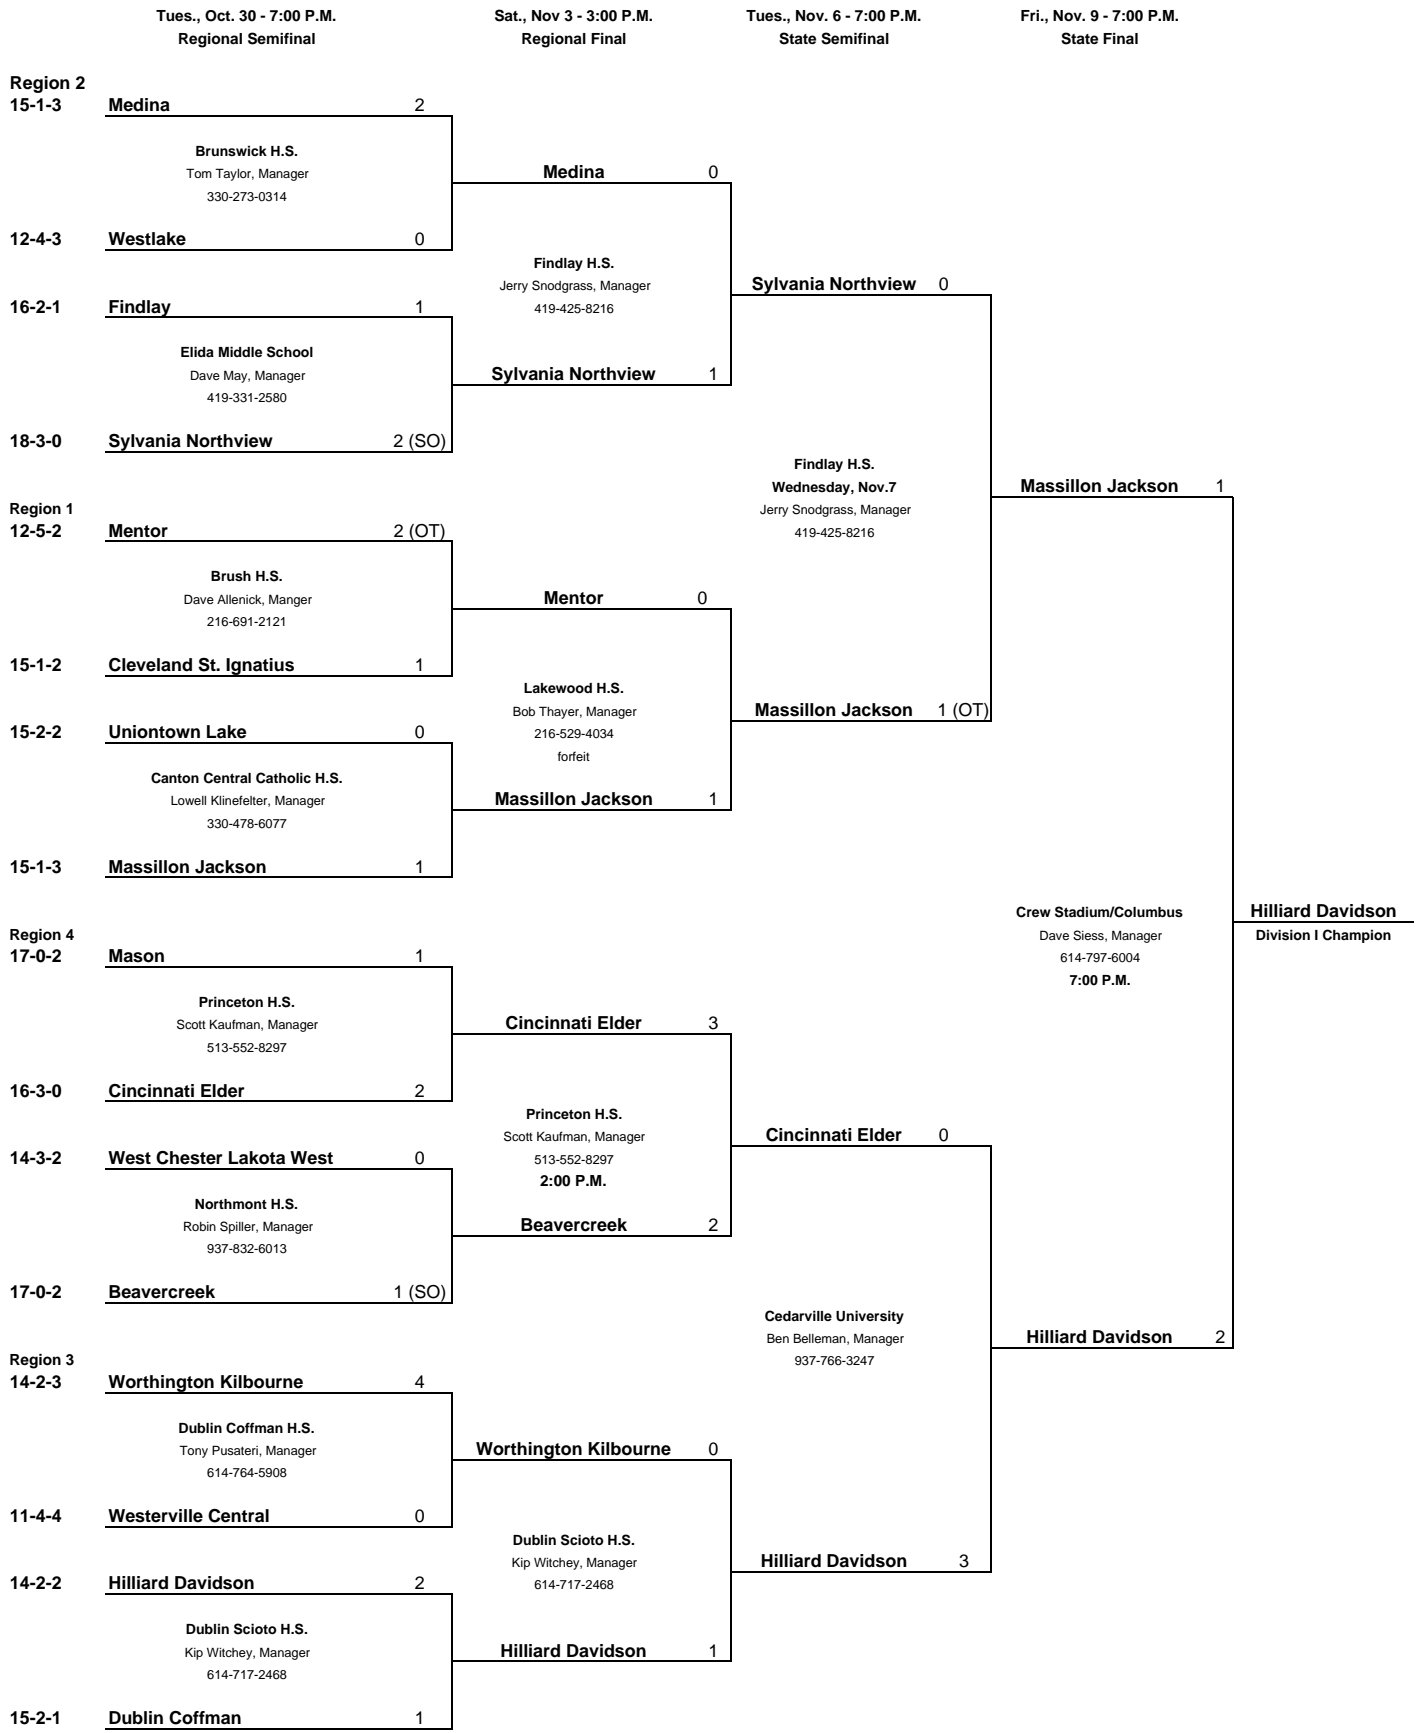 Tues., Oct. 30 - 7:00 P.M. Sat., Nov 3 - 3:00 P.M. Tues., Nov. 6 - 7:00 P.M. Fri., Nov. 9 - 7:00 P.M.
Regional Semifinal Regional Final State Semifinal State Final
Region 2
15-1-3 Medina 2
Brunswick H.S.
Tom Taylor, Manager
330-273-0314
Medina 0
12-4-3 Westlake 0
Findlay H.S.
Jerry Snodgrass, Manager
419-425-8216
Sylvania Northview 0
16-2-1 Findlay 1
Elida Middle School
Dave May, Manager
419-331-2580
Sylvania Northview 1
18-3-0 Sylvania Northview 2 (SO)
Findlay H.S.
Wednesday, Nov.7
Jerry Snodgrass, Manager
419-425-8216
Massillon Jackson 1
Region 1
12-5-2 Mentor 2 (OT)
Brush H.S.
Dave Allenick, Manger
216-691-2121
Mentor 0
15-1-2 Cleveland St. Ignatius 1
Lakewood H.S.
Bob Thayer, Manager
216-529-4034
forfeit
Massillon Jackson 1 (OT)
15-2-2 Uniontown Lake 0
Canton Central Catholic H.S.
Lowell Klinefelter, Manager
330-478-6077
Massillon Jackson 1
15-1-3 Massillon Jackson 1
Crew Stadium/Columbus
Dave Siess, Manager
614-797-6004
7:00 P.M.
Hilliard Davidson
Division I Champion
Region 4
17-0-2 Mason 1
Princeton H.S.
Scott Kaufman, Manager
513-552-8297
Cincinnati Elder 3
16-3-0 Cincinnati Elder 2
Princeton H.S.
Scott Kaufman, Manager
513-552-8297
2:00 P.M.
Cincinnati Elder 0
14-3-2 West Chester Lakota West 0
Northmont H.S.
Robin Spiller, Manager
937-832-6013
Beavercreek 2
17-0-2 Beavercreek 1 (SO)
Cedarville University
Ben Belleman, Manager
937-766-3247
Hilliard Davidson 2
Region 3
14-2-3 Worthington Kilbourne 4
Dublin Coffman H.S.
Tony Pusateri, Manager
614-764-5908
Worthington Kilbourne 0
11-4-4 Westerville Central 0
Dublin Scioto H.S.
Kip Witchey, Manager
614-717-2468
Hilliard Davidson 3
14-2-2 Hilliard Davidson 2
Dublin Scioto H.S.
Kip Witchey, Manager
614-717-2468
Hilliard Davidson 1
15-2-1 Dublin Coffman 1